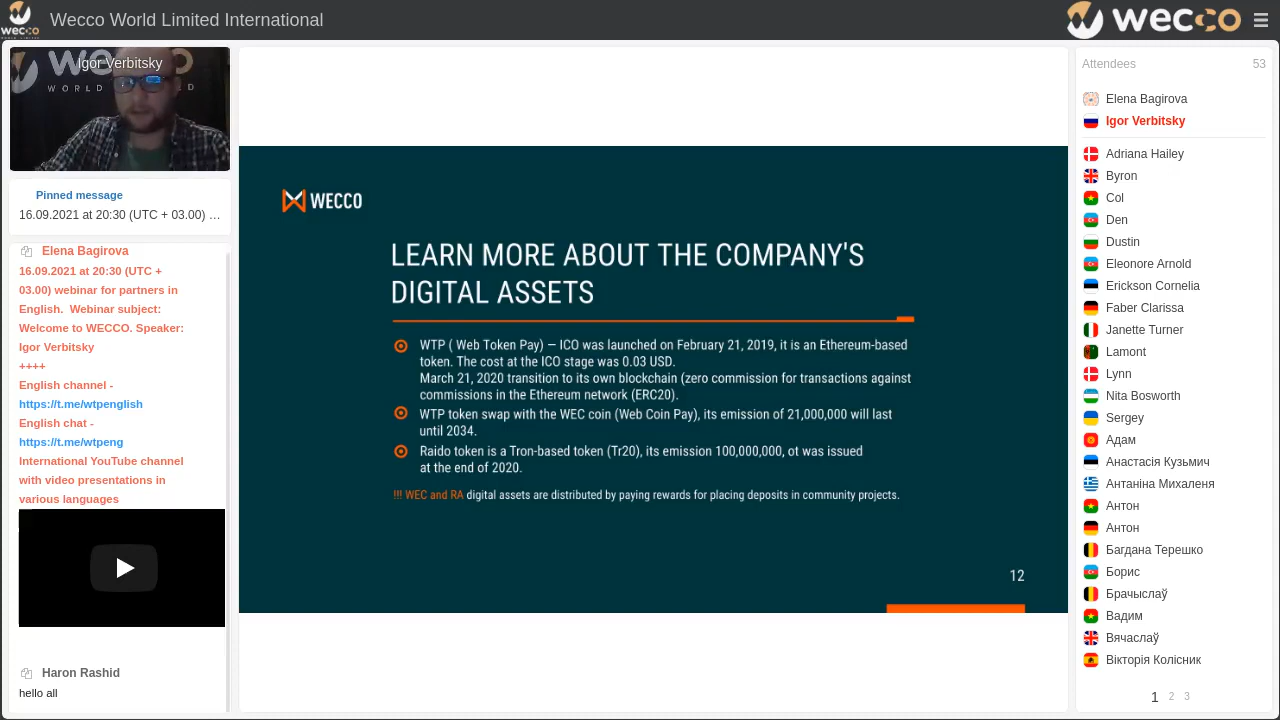 wecco
Wecco World Limited International
wecco
Igor Verbitsky
WORLD
Pinned message
16.09.2021 at 20:30 (UTC + 03.00) …
Elena Bagirova
16.09.2021 at 20:30 (UTC +
03.00) webinar for partners in
English.  Webinar subject:
Welcome to WECCO. Speaker:
Igor Verbitsky
++++
English channel -
https://t.me/wtpenglish
English chat -
https://t.me/wtpeng
International YouTube channel
with video presentations in
various languages
Haron Rashid
hello all
WECCO
LEARN MORE ABOUT THE COMPANY'S
DIGITAL ASSETS
WTP ( Web Token Pay) — ICO was launched on February 21, 2019, it is an Ethereum-based
token. The cost at the ICO stage was 0.03 USD.
March 21, 2020 transition to its own blockchain (zero commission for transactions against
commissions in the Ethereum network (ERC20).
WTP token swap with the WEC coin (Web Coin Pay), its emission of 21,000,000 will last
until 2034.
Raido token is a Tron-based token (Tr20), its emission 100,000,000, ot was issued
at the end of 2020.
!!! WEC and RA digital assets are distributed by paying rewards for placing deposits in community projects.
12
Attendees 53
Elena Bagirova
Igor Verbitsky
Adriana Hailey
Byron
Col
Den
Dustin
Eleonore Arnold
Erickson Cornelia
Faber Clarissa
Janette Turner
Lamont
Lynn
Nita Bosworth
Sergey
Адам
Анастасія Кузьмич
Антаніна Михаленя
Антон
Антон
Багдана Терешко
Борис
Брачыслаў
Вадим
Вячаслаў
Вікторія Колісник
1 2 3